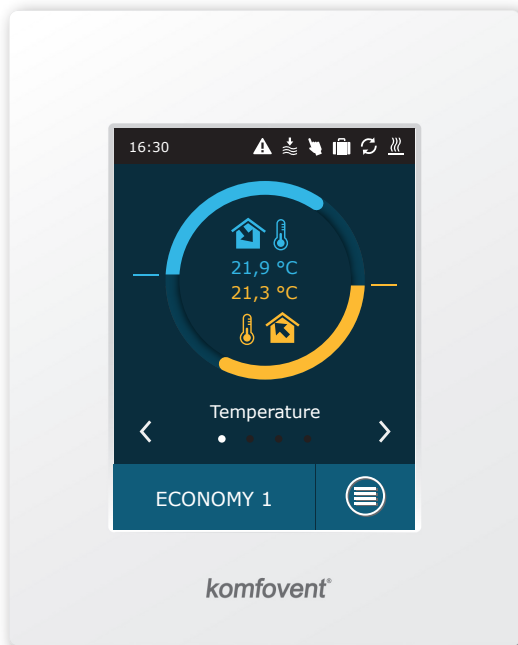 16:30
21,9 °C
21,3 °C
Temperature
ECONOMY 1
komfovent®